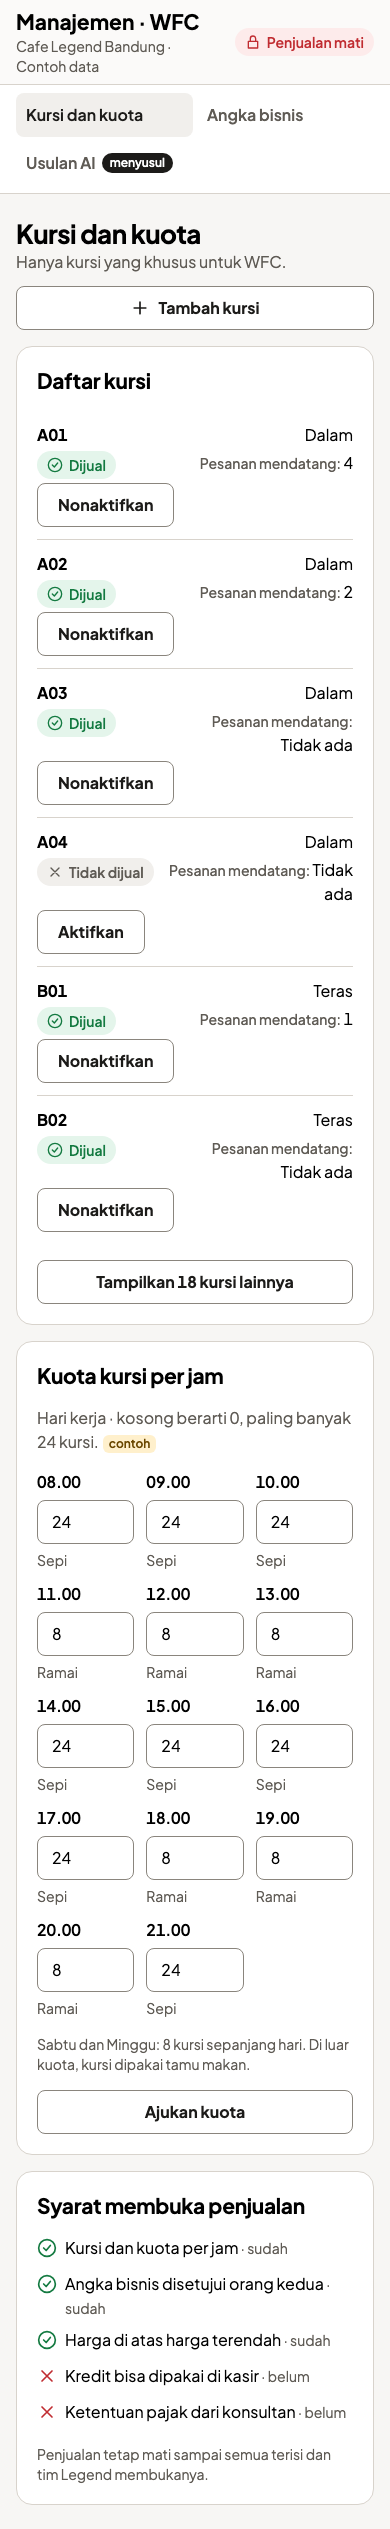 Manajemen · WFC
Cafe Legend Bandung ·
Contoh data
Penjualan mati
Kursi dan kuota
Angka bisnis
Usulan AI menyusul
Kursi dan kuota
Hanya kursi yang khusus untuk WFC.
Tambah kursi
Daftar kursi
A01 Dalam
Dijual Pesanan mendatang: 4
Nonaktifkan
A02 Dalam
Dijual Pesanan mendatang: 2
Nonaktifkan
A03 Dalam
Dijual Pesanan mendatang:
Tidak ada
Nonaktifkan
A04 Dalam
Tidak dijual Pesanan mendatang: Tidak
ada
Aktifkan
B01 Teras
Dijual Pesanan mendatang: 1
Nonaktifkan
B02 Teras
Dijual Pesanan mendatang:
Tidak ada
Nonaktifkan
Tampilkan 18 kursi lainnya
Kuota kursi per jam
Hari kerja · kosong berarti 0, paling banyak
24 kursi. contoh
08.00 09.00 10.00
24 24 24
Sepi Sepi Sepi
11.00 12.00 13.00
8 8 8
Ramai Ramai Ramai
14.00 15.00 16.00
24 24 24
Sepi Sepi Sepi
17.00 18.00 19.00
24 8 8
Sepi Ramai Ramai
20.00 21.00
8 24
Ramai Sepi
Sabtu dan Minggu: 8 kursi sepanjang hari. Di luar
kuota, kursi dipakai tamu makan.
Ajukan kuota
Syarat membuka penjualan
Kursi dan kuota per jam · sudah
Angka bisnis disetujui orang kedua ·
sudah
Harga di atas harga terendah · sudah
Kredit bisa dipakai di kasir · belum
Ketentuan pajak dari konsultan · belum
Penjualan tetap mati sampai semua terisi dan
tim Legend membukanya.